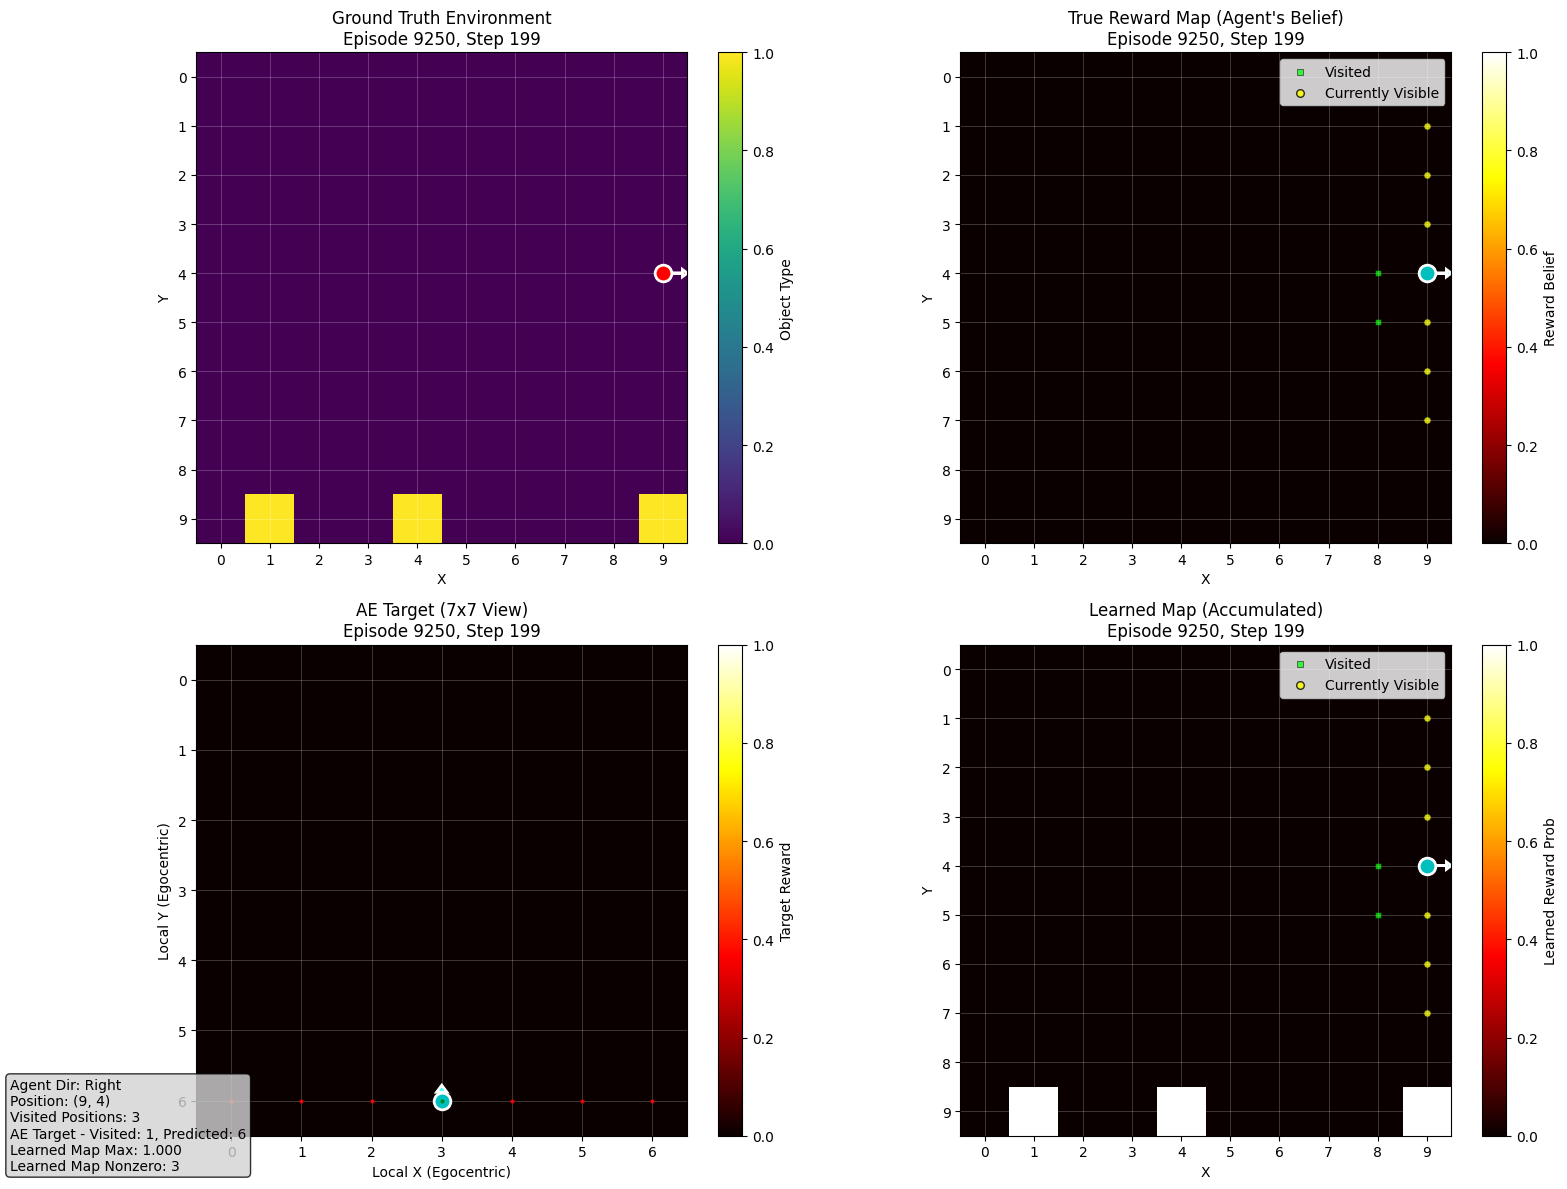 Ground Truth Environment
Episode 9250, Step 199
0
1
2
3
4
5
6
7
8
9
Y
0 1 2 3 4 5 6 7 8 9
X
1.0
0.8
0.6
0.4
0.2
0.0
Object Type
True Reward Map (Agent's Belief)
Episode 9250, Step 199
Visited
Currently Visible
0
1
2
3
4
5
6
7
8
9
Y
0 1 2 3 4 5 6 7 8 9
X
1.0
0.8
0.6
0.4
0.2
0.0
Reward Belief
AE Target (7x7 View)
Episode 9250, Step 199
0
1
2
3
4
5
6
Local Y (Egocentric)
0 1 2 3 4 5 6
Local X (Egocentric)
1.0
0.8
0.6
0.4
0.2
0.0
Target Reward
Agent Dir: Right
Position: (9, 4)
Visited Positions: 3
AE Target - Visited: 1, Predicted: 6
Learned Map Max: 1.000
Learned Map Nonzero: 3
Learned Map (Accumulated)
Episode 9250, Step 199
Visited
Currently Visible
0
1
2
3
4
5
6
7
8
9
Y
0 1 2 3 4 5 6 7 8 9
X
1.0
0.8
0.6
0.4
0.2
0.0
Learned Reward Prob